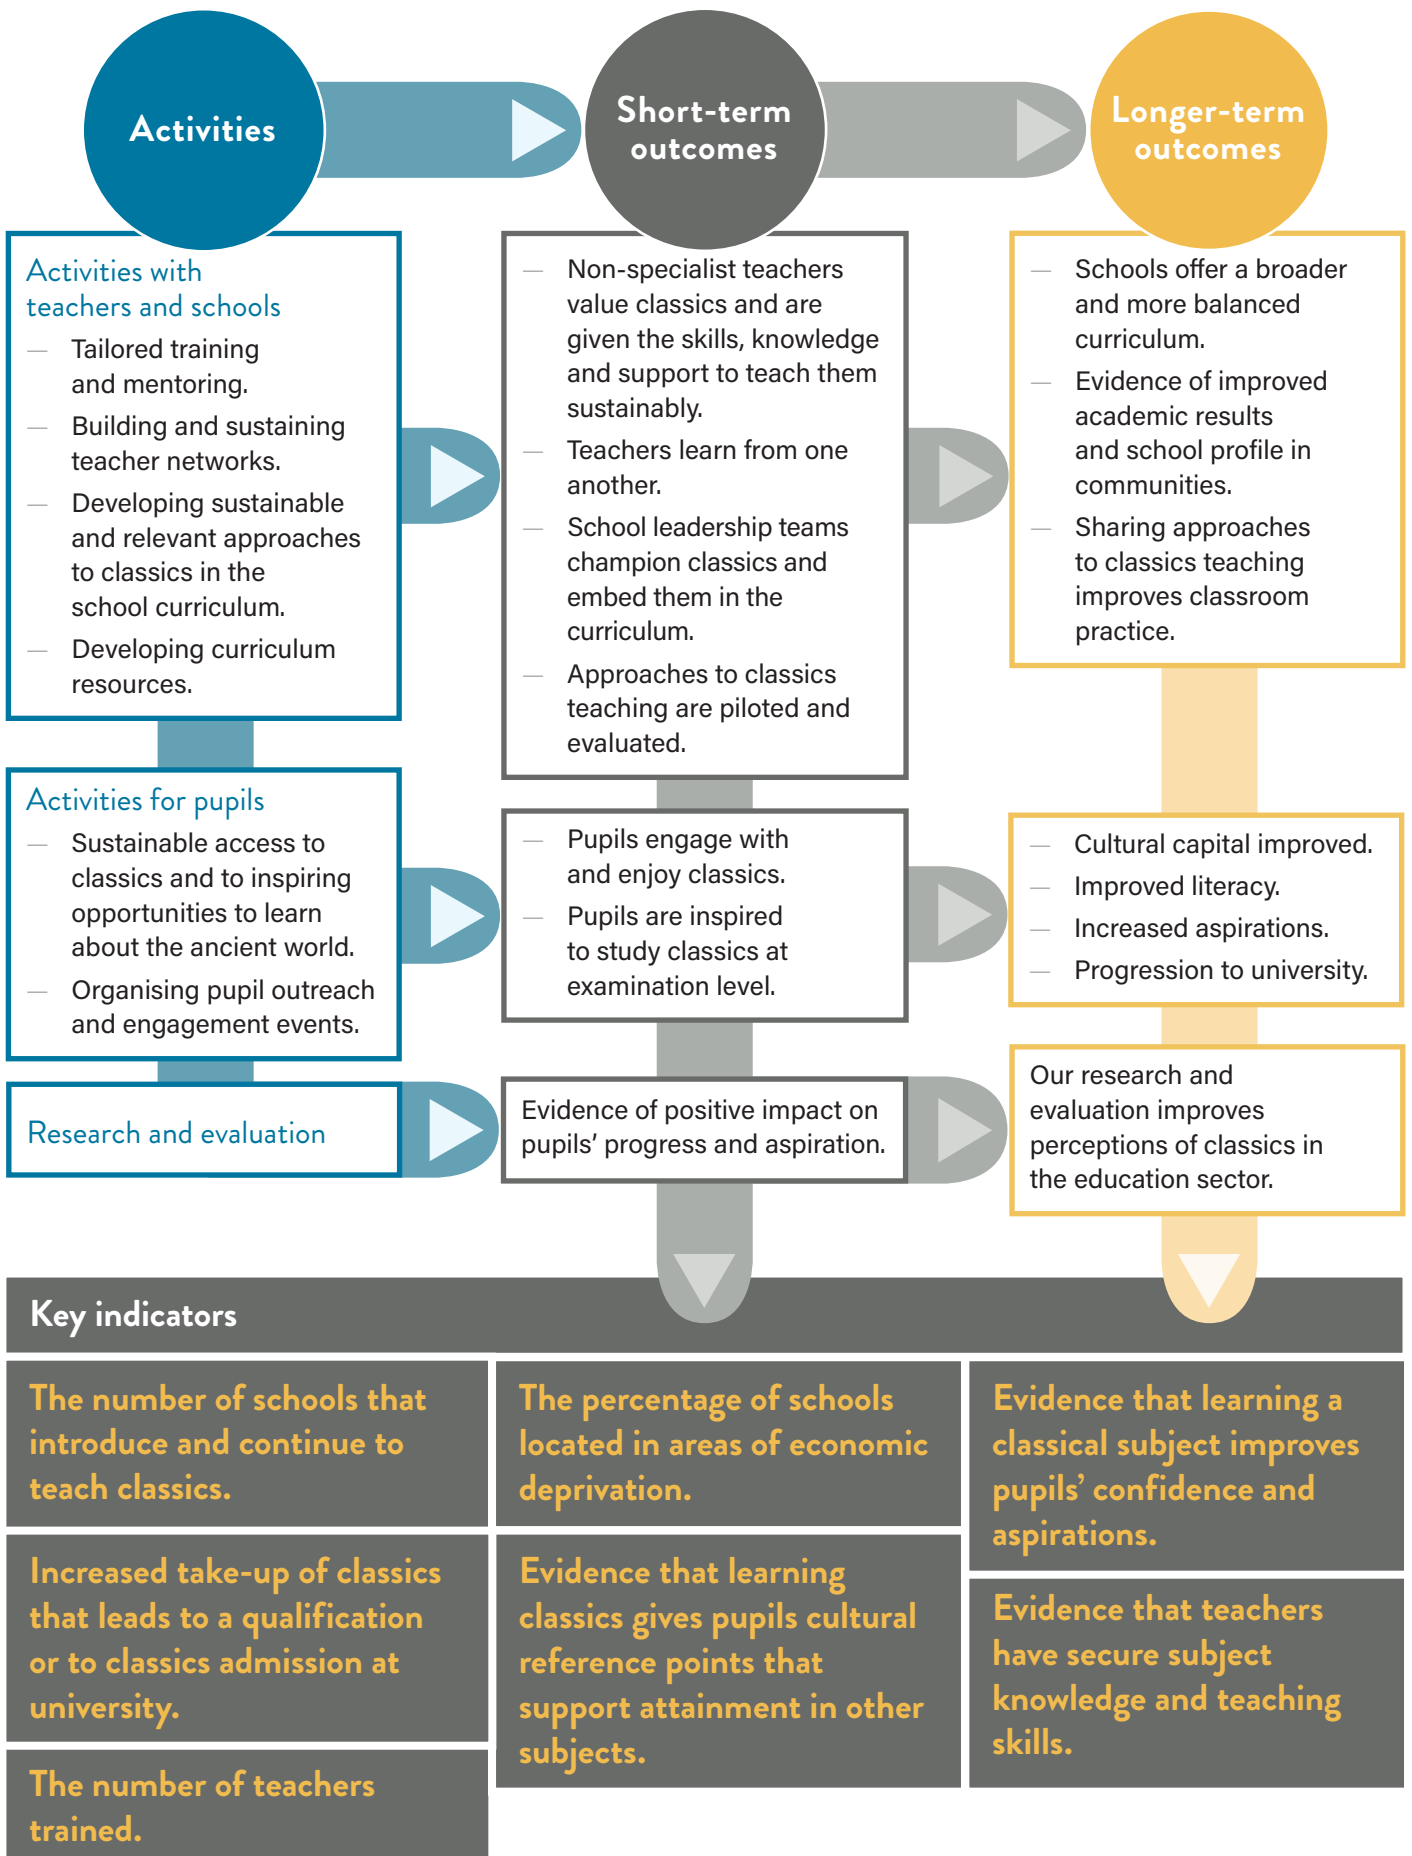 Activities
Short-term
outcomes
Longer-term
outcomes
Activities with
teachers and schools
— Tailored training
and mentoring.
— Building and sustaining
teacher networks.
— Developing sustainable
and relevant approaches
to classics in the
school curriculum.
— Developing curriculum
resources.
Activities for pupils
— Sustainable access to
classics and to inspiring
opportunities to learn
about the ancient world.
— Organising pupil outreach
and engagement events.
Research and evaluation
— Non-specialist teachers
value classics and are
given the skills, knowledge
and support to teach them
sustainably.
— Teachers learn from one
another.
— School leadership teams
champion classics and
embed them in the
curriculum.
— Approaches to classics
teaching are piloted and
evaluated.
— Pupils engage with
and enjoy classics.
— Pupils are inspired
to study classics at
examination level.
Evidence of positive impact on
pupils’ progress and aspiration.
— Schools offer a broader
and more balanced
curriculum.
— Evidence of improved
academic results
and school profile in
communities.
— Sharing approaches
to classics teaching
improves classroom
practice.
— Cultural capital improved.
— Improved literacy.
— Increased aspirations.
— Progression to university.
Our research and
evaluation improves
perceptions of classics in
the education sector.
Key indicators
The number of schools that
introduce and continue to
teach classics.
Increased take-up of classics
that leads to a qualification
or to classics admission at
university.
The number of teachers
trained.
The percentage of schools
located in areas of economic
deprivation.
Evidence that learning
classics gives pupils cultural
reference points that
support attainment in other
subjects.
Evidence that learning a
classical subject improves
pupils’ confidence and
aspirations.
Evidence that teachers
have secure subject
knowledge and teaching
skills.